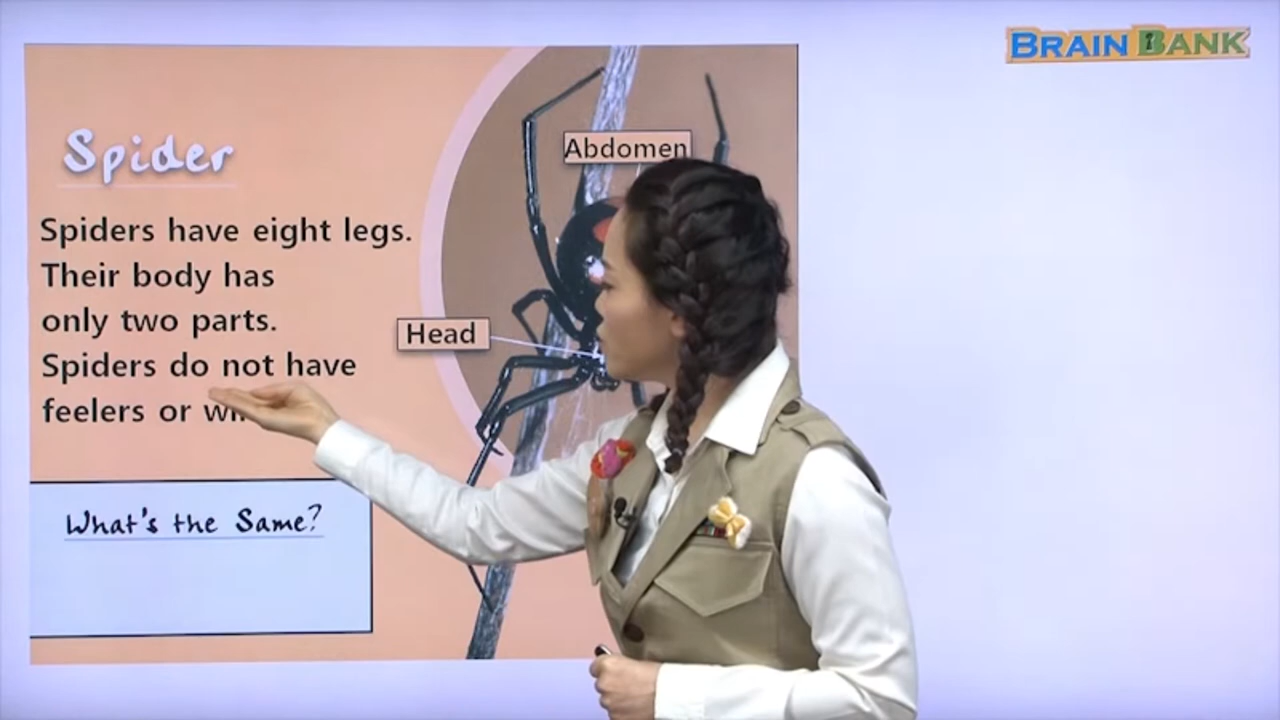 BRAIN BANK
Spider
Abdomen
Spiders have eight legs.
Their body has
only two parts.
Head
Spiders do not have
feelers or
What's the Same?